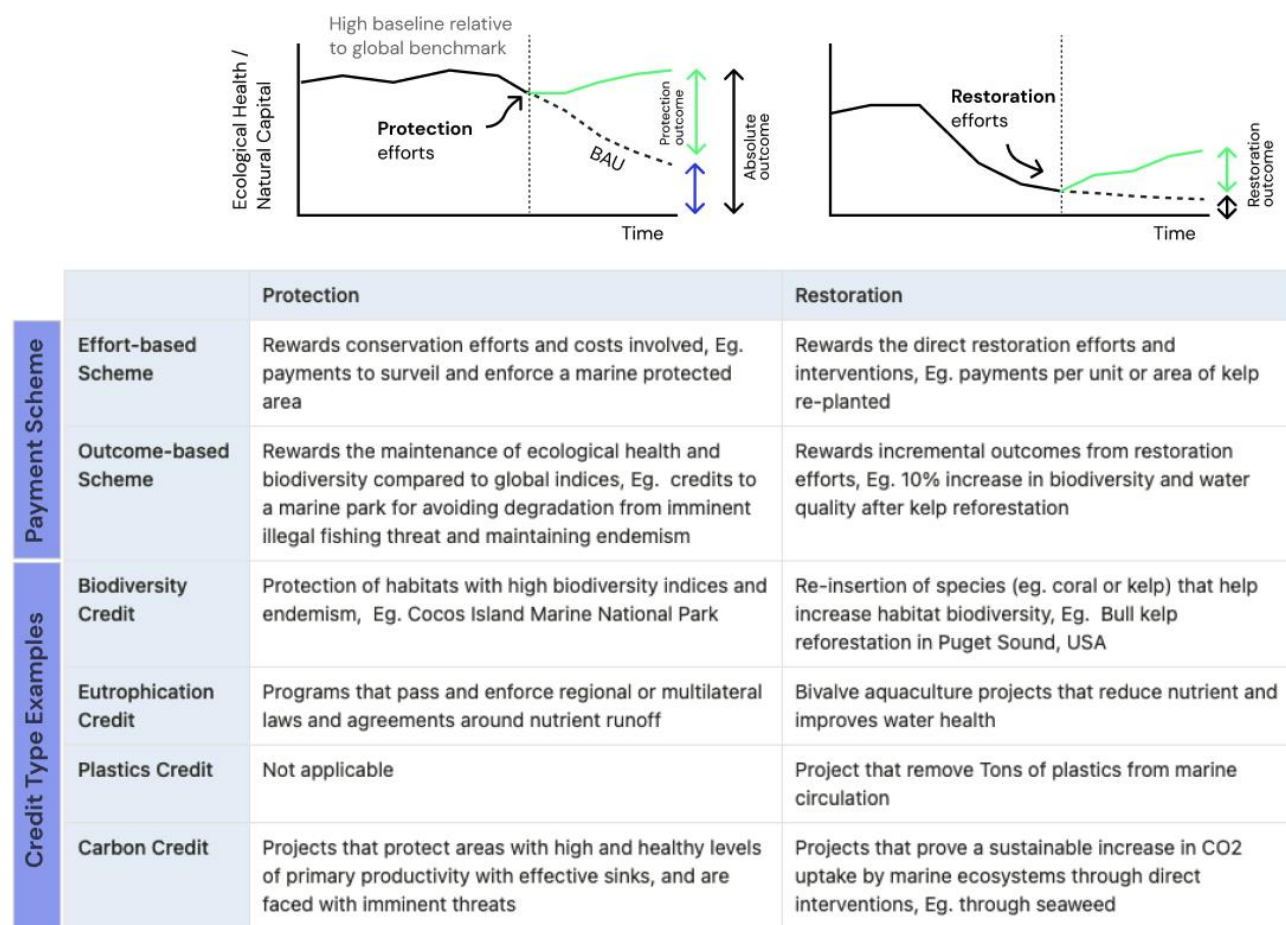 High baseline relative
to global benchmark
Ecological Health /
Natural Capital
Protection
efforts
BAU
Protection
outcome
Absolute
outcome
Time
Restoration
efforts
Restoration
outcome
Time
Protection
Restoration
Payment Scheme
Effort-based
Scheme
Rewards conservation efforts and costs involved, Eg.
payments to surveil and enforce a marine protected
area
Rewards the direct restoration efforts and
interventions, Eg. payments per unit or area of kelp
re-planted
Outcome-based
Scheme
Rewards the maintenance of ecological health and
biodiversity compared to global indices, Eg. credits to
a marine park for avoiding degradation from imminent
illegal fishing threat and maintaining endemism
Rewards incremental outcomes from restoration
efforts, Eg. 10% increase in biodiversity and water
quality after kelp reforestation
Credit Type Examples
Biodiversity
Credit
Protection of habitats with high biodiversity indices and
endemism, Eg. Cocos Island Marine National Park
Re-insertion of species (eg. coral or kelp) that help
increase habitat biodiversity, Eg. Bull kelp
reforestation in Puget Sound, USA
Eutrophication
Credit
Programs that pass and enforce regional or multilateral
laws and agreements around nutrient runoff
Bivalve aquaculture projects that reduce nutrient and
improves water health
Plastics Credit
Not applicable
Project that remove Tons of plastics from marine
circulation
Carbon Credit
Projects that protect areas with high and healthy levels
of primary productivity with effective sinks, and are
faced with imminent threats
Projects that prove a sustainable increase in CO2
uptake by marine ecosystems through direct
interventions, Eg. through seaweed